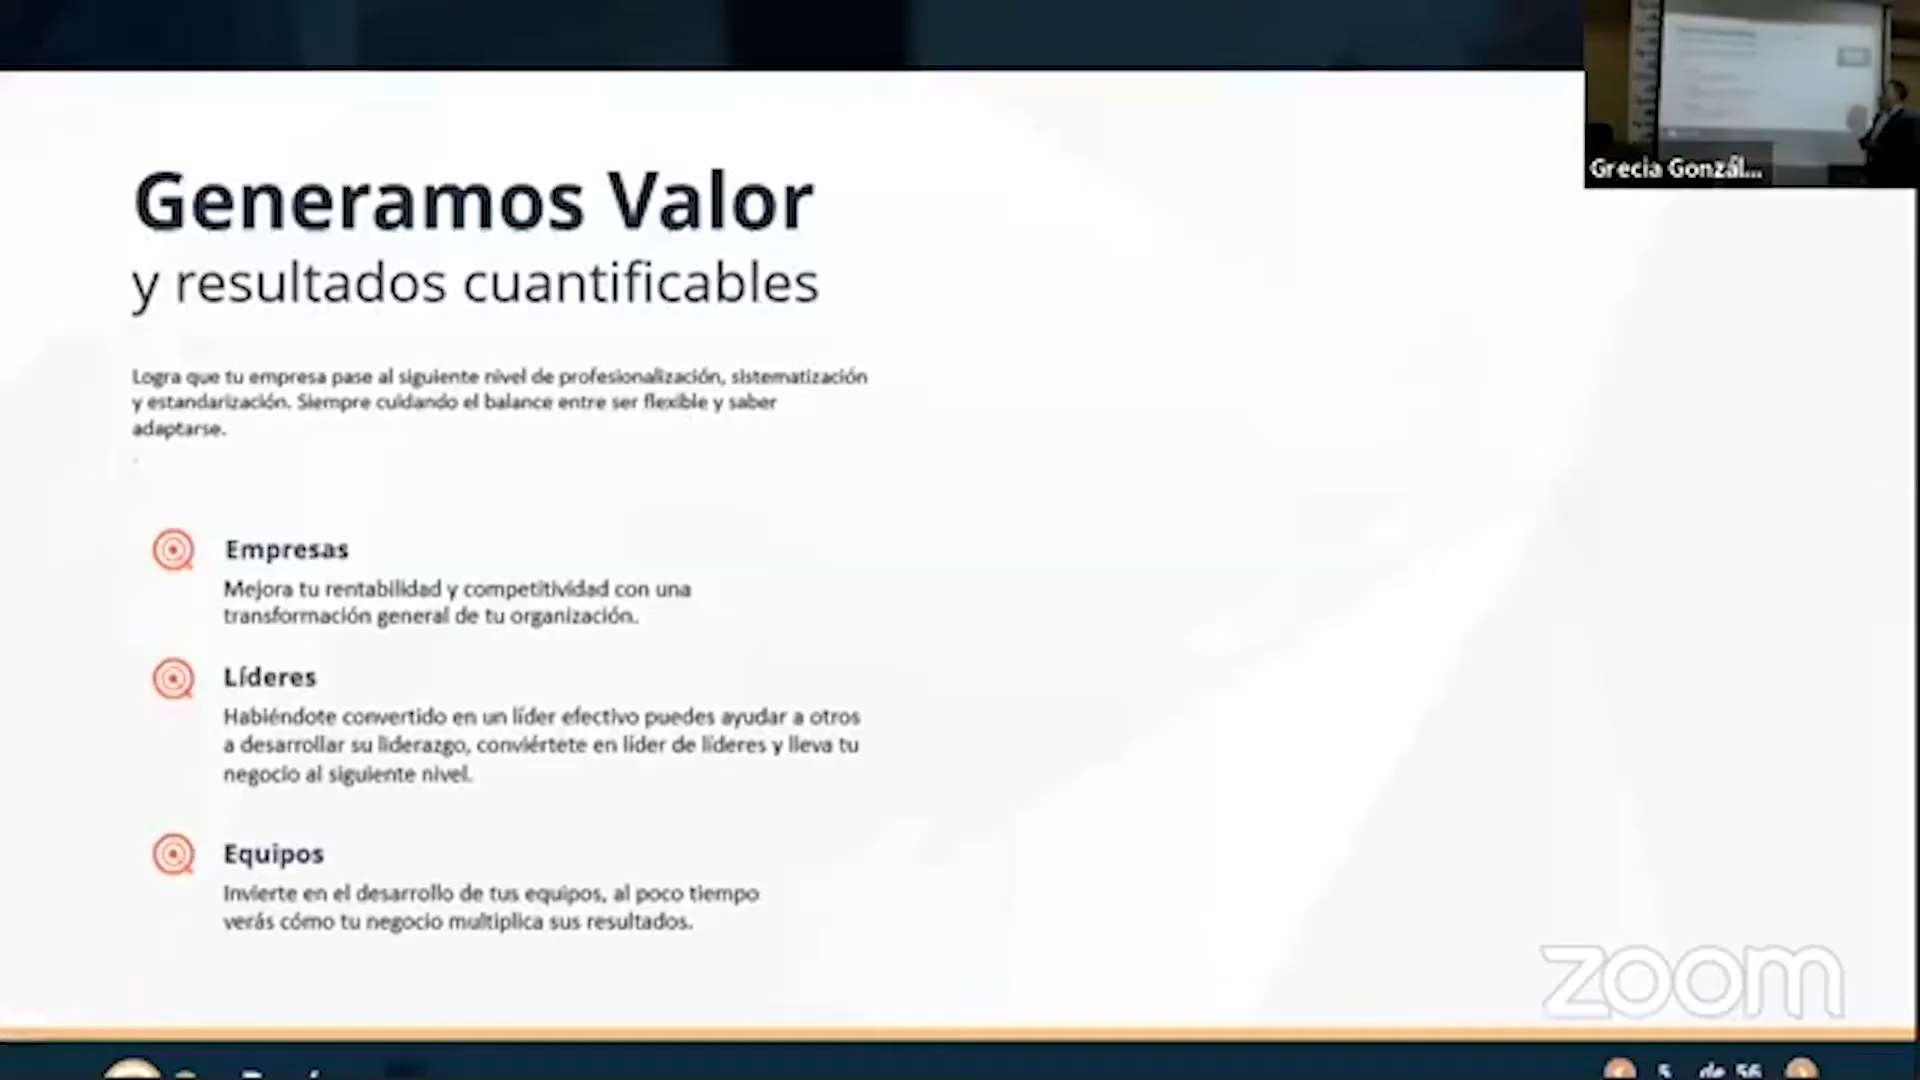 Grecia Gonzál...
Generamos Valor
y resultados cuantificables
Logra que tu empresa pase al siguiente nivel de profesionalización, sistematización
y estandarización. Siempre cuidando el balance entre ser flexible y saber
adaptarse.
.
Empresas
Mejora tu rentabilidad y competitividad con una
transformación general de tu organización.
Líderes
Habiéndote convertido en un líder efectivo puedes ayudar a otros
a desarrollar su liderazgo, conviértete en líder de líderes y lleva tu
negocio al siguiente nivel.
Equipos
Invierte en el desarrollo de tus equipos, al poco tiempo
verás cómo tu negocio multiplica sus resultados.
zoom
5 de 56